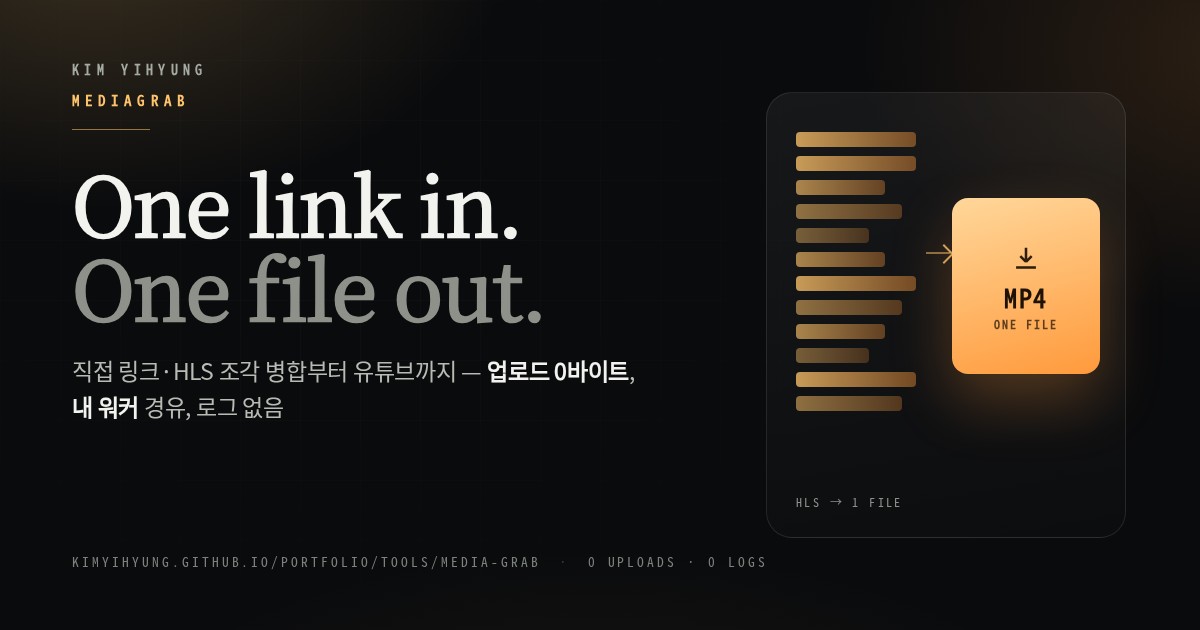 KIM YIHYUNG
MEDIAGRAB
One link in.
One file out.
직접 링크 · HLS 조각 병합부터 유튜브까지 — 업로드 0바이트,
내 워커 경유, 로그 없음
MP4
ONE FILE
HLS → 1 FILE
KIMYIHYUNG.GITHUB.IO/PORTFOLIO/TOOLS/MEDIA-GRAB · 0 UPLOADS · 0 LOGS